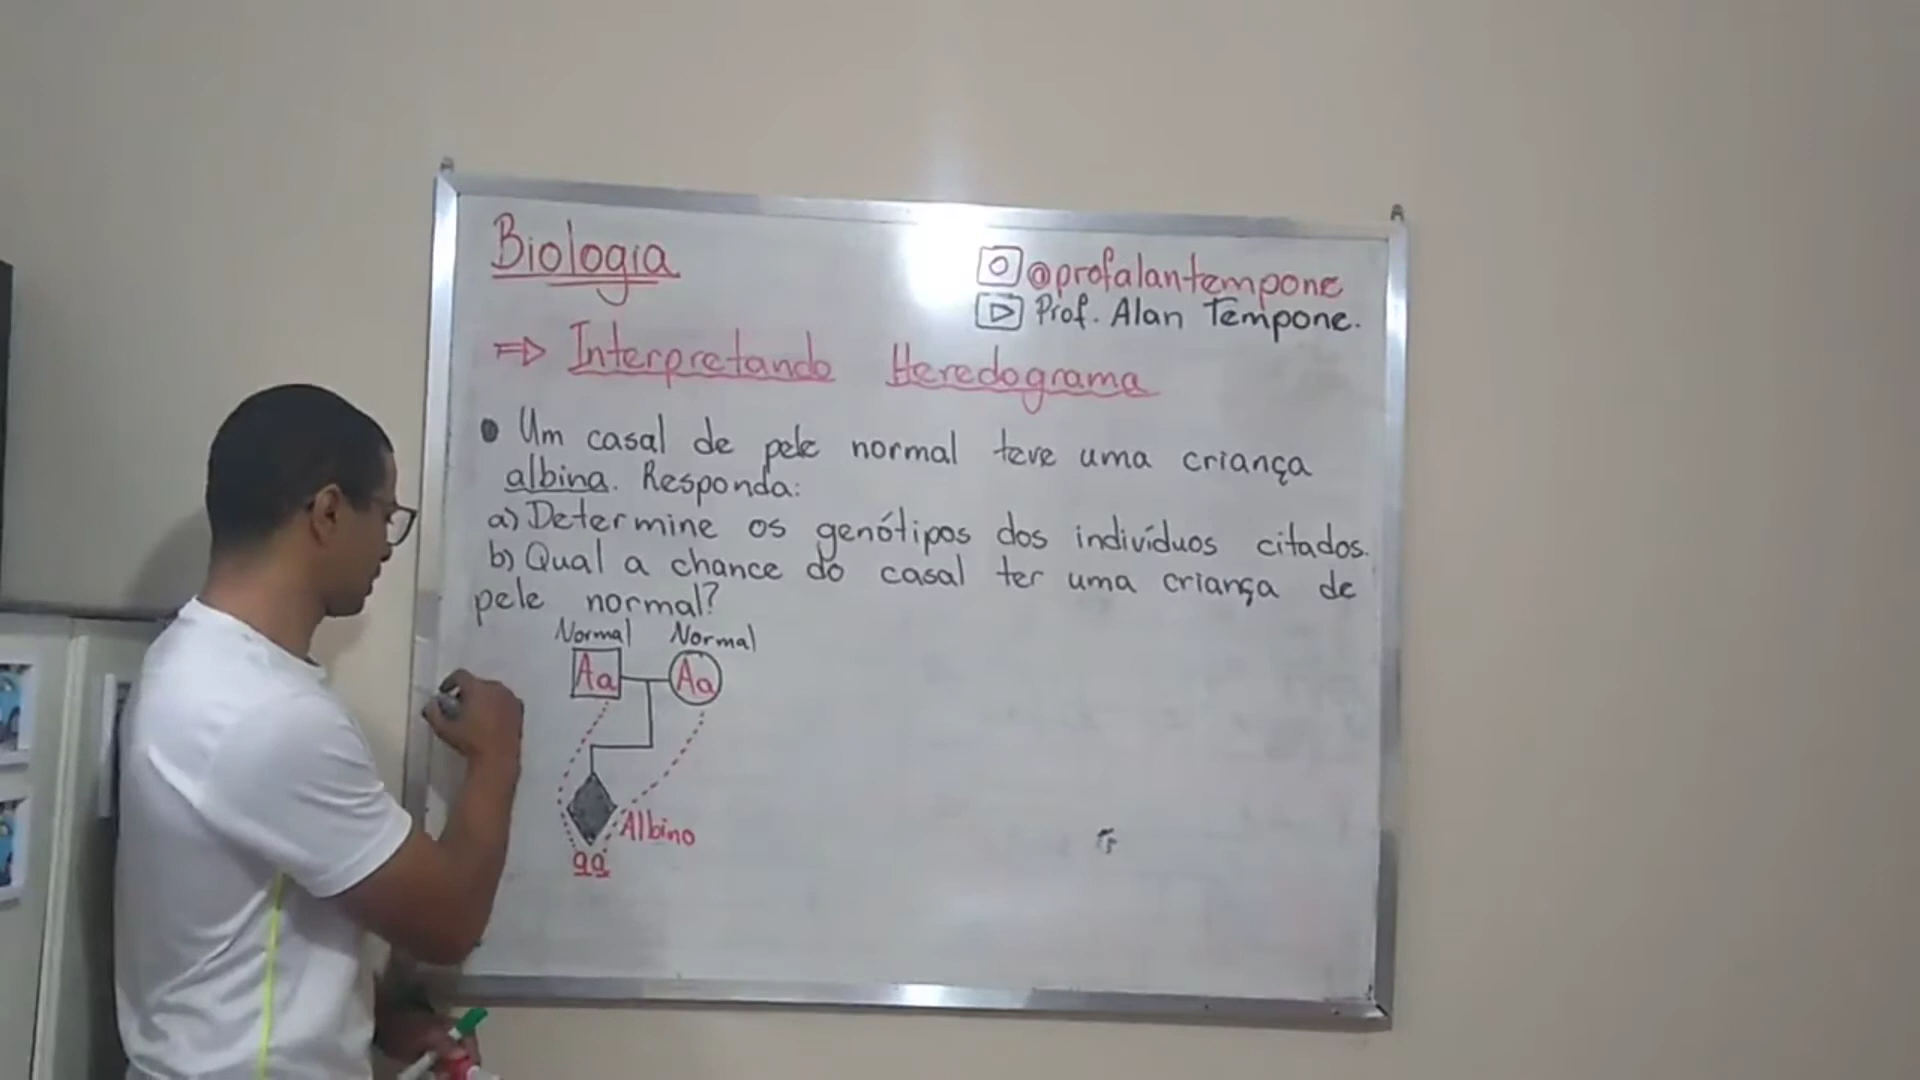 Biologia
@profalantempone
Prof. Alan Tempone.
Interpretando Heredograma
Um casal de pele normal teve uma criança
albina. Responda:
a) Determine os genótipos dos indivíduos citados.
b) Qual a chance do casal ter uma criança de
pele normal?
Normal Normal
Aa Aa
Albino
aa